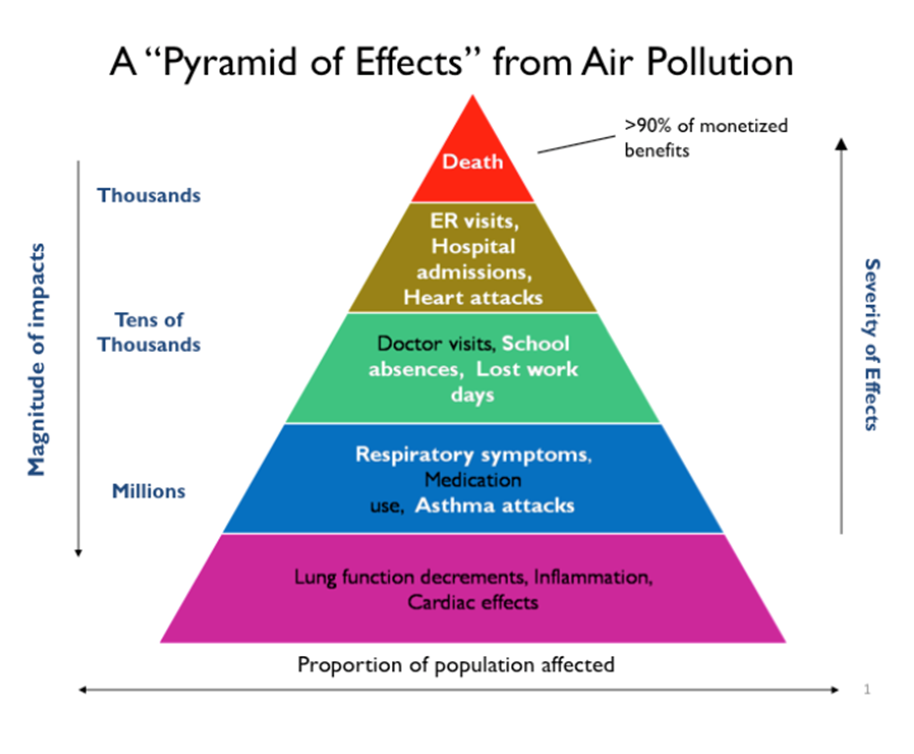 A “Pyramid of Effects” from Air Pollution
>90% of monetized
benefits
Death
Thousands
ER visits,
Hospital
admissions,
Heart attacks
Magnitude of impacts
Severity of Effects
Tens of
Thousands
Doctor visits, School
absences, Lost work
days
Respiratory symptoms,
Medication
use, Asthma attacks
Millions
Lung function decrements, Inflammation,
Cardiac effects
Proportion of population affected
1